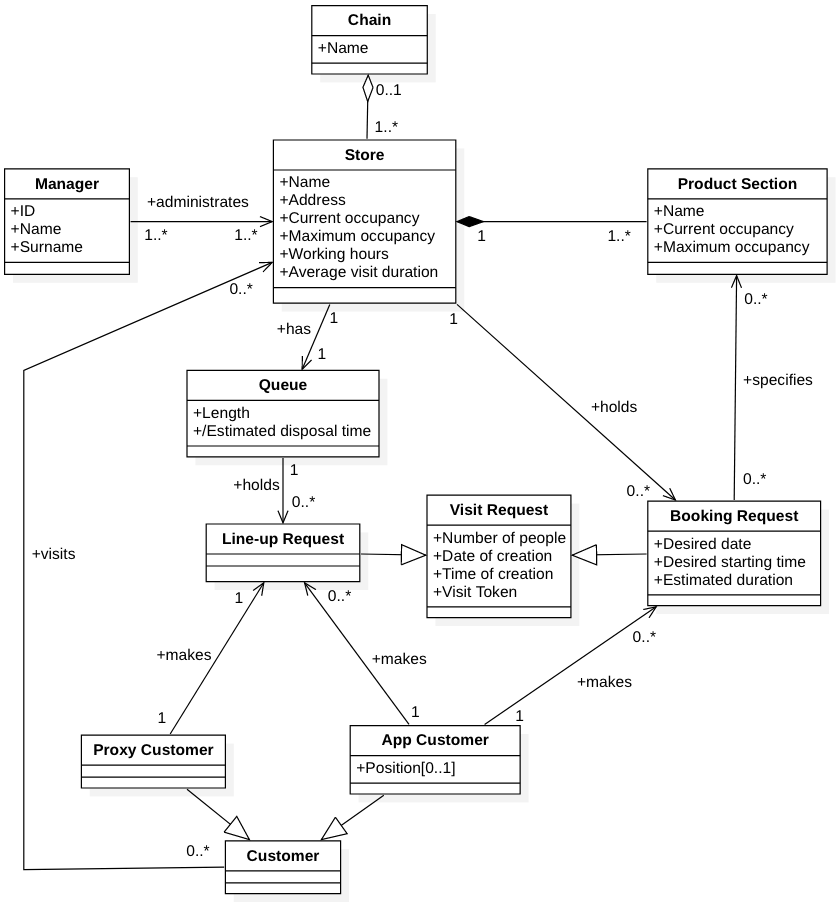 Chain
+Name
0..1
1..*
Store
+Name
+Address
+Current occupancy
+Maximum occupancy
+Working hours
+Average visit duration
Manager
+ID
+Name
+Surname
+administrates
1..*
1..*
Product Section
+Name
+Current occupancy
+Maximum occupancy
1
1..*
0..*
1
+has
1
1
0..*
Queue
+Length
+/Estimated disposal time
+specifies
+holds
1
+holds
0..*
0..*
0..*
Visit Request
+Number of people
+Date of creation
+Time of creation
+Visit Token
Booking Request
+Desired date
+Desired starting time
+Estimated duration
Line-up Request
+visits
1
0..*
0..*
+makes
+makes
+makes
1
1
1
Proxy Customer
App Customer
+Position[0..1]
0..*
Customer